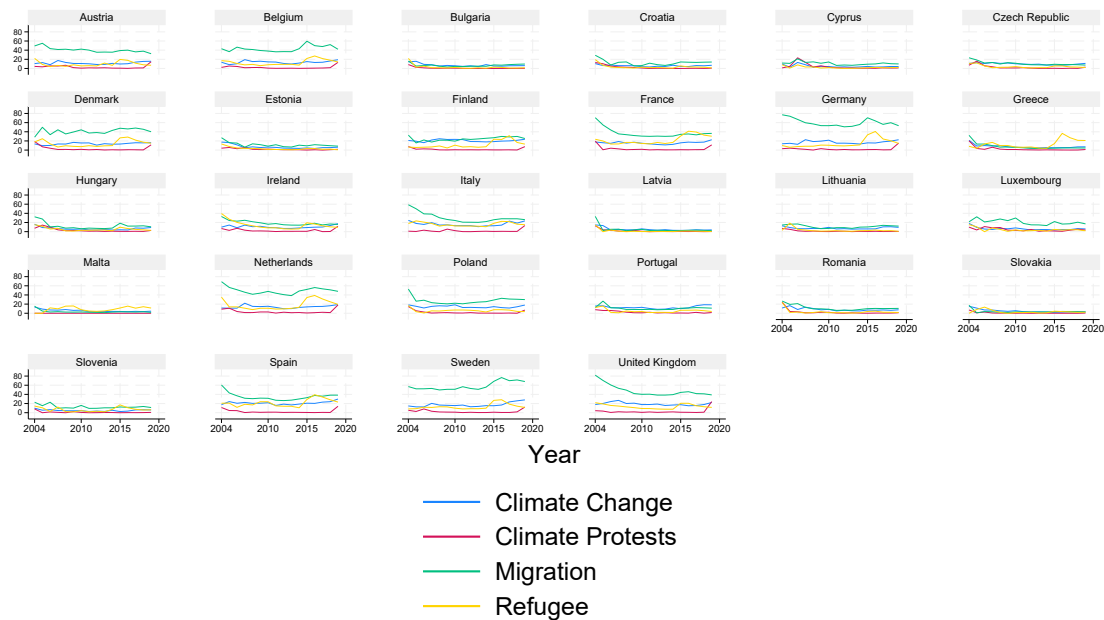 Austria Belgium Bulgaria Croatia Cyprus Czech Republic
80
60
40
20
0
Denmark Estonia Finland France Germany Greece
80
60
40
20
0
Hungary Ireland Italy Latvia Lithuania Luxembourg
80
60
40
20
0
Malta Netherlands Poland Portugal Romania Slovakia
80
60
40
20
0
2004 2010 2015 2020 2004 2010 2015 2020
Slovenia Spain Sweden United Kingdom
80
60
40
20
0
2004 2010 2015 2020 2004 2010 2015 2020 2004 2010 2015 2020 2004 2010 2015 2020
Year
Climate Change
Climate Protests
Migration
Refugee